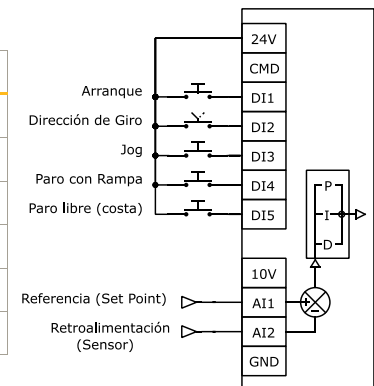 24V
CMD
Arranque
DI1
Dirección de Giro
DI2
Jog
DI3
Paro con Rampa
DI4
Paro libre (costa)
DI5
P
I
D
10V
Referencia (Set Point)
AI1
+
Retroalimentación
(Sensor)
AI2
−
GND